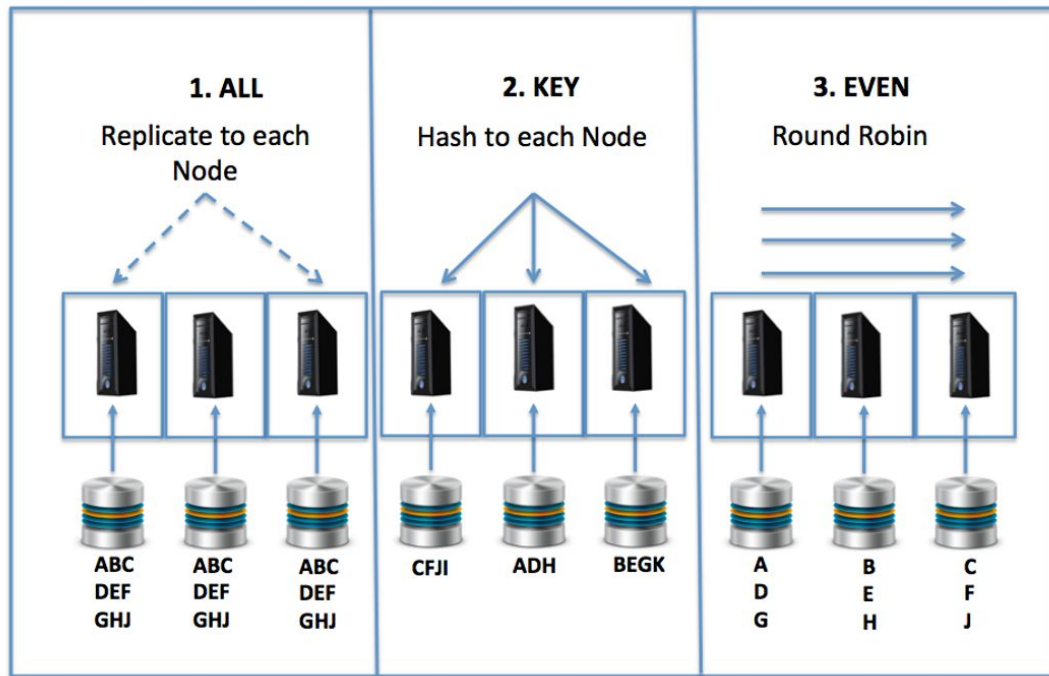 1. ALL
Replicate to each
Node
ABC
DEF
GHJ
ABC
DEF
GHJ
ABC
DEF
GHJ
2. KEY
Hash to each Node
CFJI
ADH
BEGK
3. EVEN
Round Robin
A
D
G
B
E
H
C
F
J